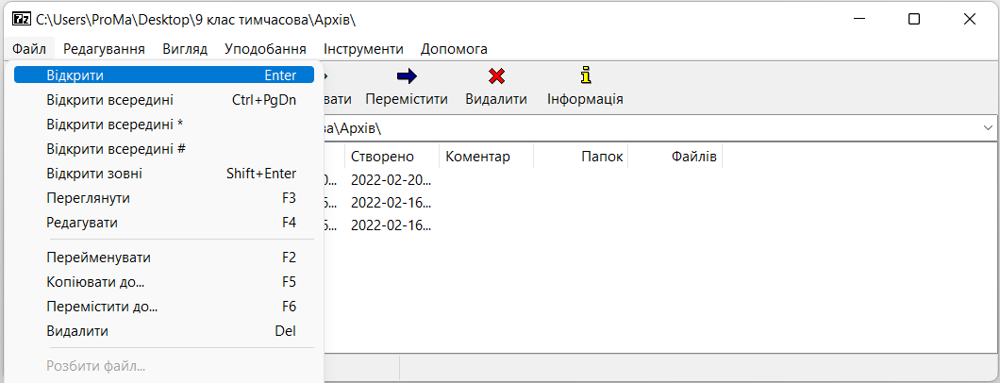 7z C:\Users\ProMa\Desktop\9 клас тимчасова\Архів\
Файл Редагування Вигляд Уподобання Інструменти Допомога
Відкрити Enter
Відкрити всередині Ctrl+PgDn
Відкрити всередині *
Відкрити всередині #
Відкрити зовні Shift+Enter
Переглянути F3
Редагувати F4
Перейменувати F2
Копіювати до... F5
Перемістити до... F6
Видалити Del
Розбити файл...
вати Перемістити Видалити Інформація
ва\Архів\
Створено Коментар Папок Файлів
0... 2022-02-20...
6... 2022-02-16...
6... 2022-02-16...